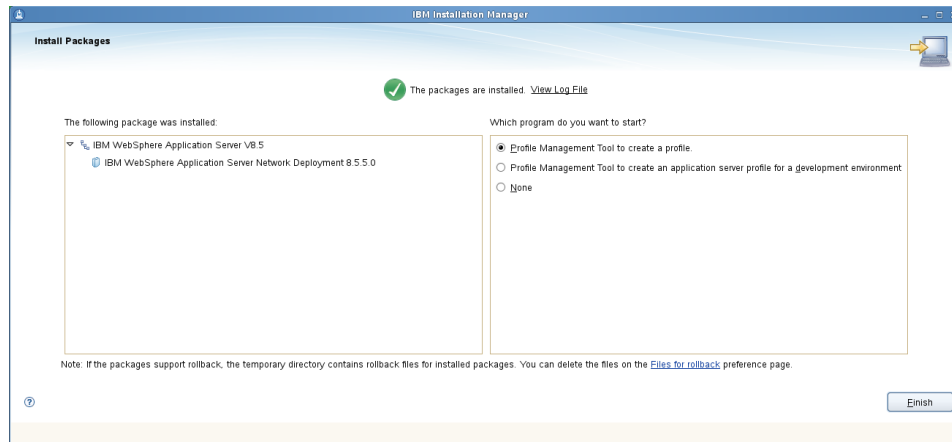 IBM Installation Manager
Install Packages
The packages are installed. View Log File
The following package was installed:
IBM WebSphere Application Server V8.5
IBM WebSphere Application Server Network Deployment 8.5.5.0
Which program do you want to start?
Profile Management Tool to create a profile.
Profile Management Tool to create an application server profile for a development environment
None
Note: If the packages support rollback, the temporary directory contains rollback files for installed packages. You can delete the files on the Files for rollback preference page.
?
Finish